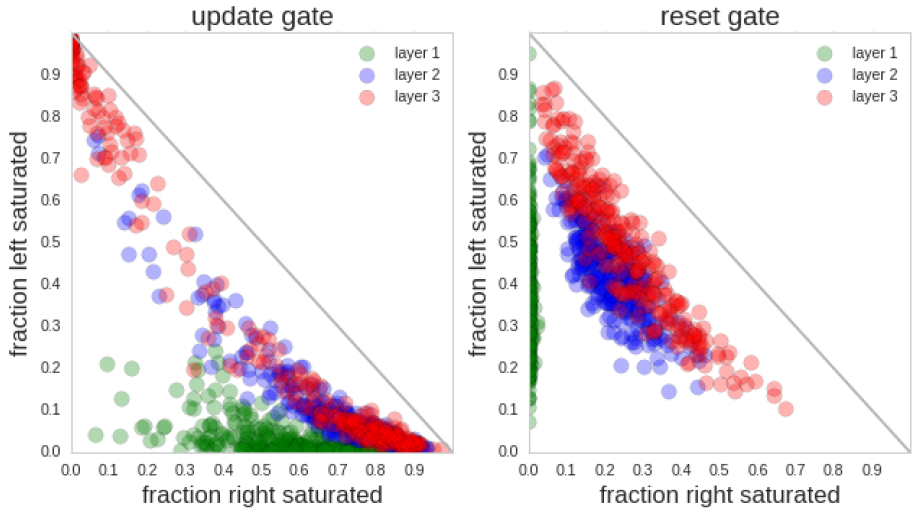 update gate
layer 1
layer 2
layer 3
fraction left saturated
0.9
0.8
0.7
0.6
0.5
0.4
0.3
0.2
0.1
0.0
0.0 0.1 0.2 0.3 0.4 0.5 0.6 0.7 0.8 0.9
fraction right saturated
reset gate
layer 1
layer 2
layer 3
fraction left saturated
0.9
0.8
0.7
0.6
0.5
0.4
0.3
0.2
0.1
0.0
0.0 0.1 0.2 0.3 0.4 0.5 0.6 0.7 0.8 0.9
fraction right saturated